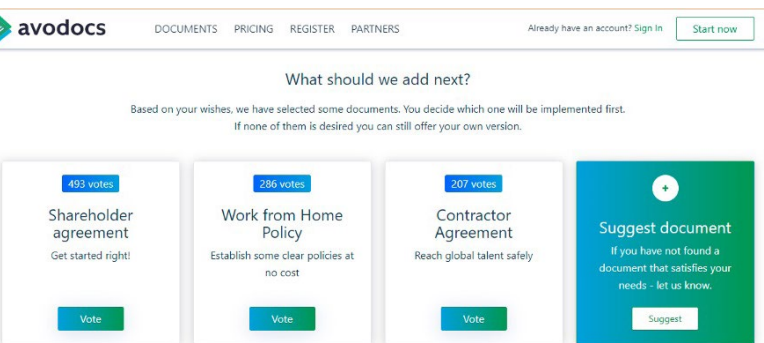 avodocs
DOCUMENTS PRICING REGISTER PARTNERS
Already have an account? Sign In
Start now
What should we add next?
Based on your wishes, we have selected some documents. You decide which one will be implemented first.
If none of them is desired you can still offer your own version.
493 votes
Shareholder
agreement
Get started right!
Vote
286 votes
Work from Home
Policy
Establish some clear policies at
no cost
Vote
207 votes
Contractor
Agreement
Reach global talent safely
Vote
+
Suggest document
If you have not found a
document that satisfies your
needs - let us know.
Suggest